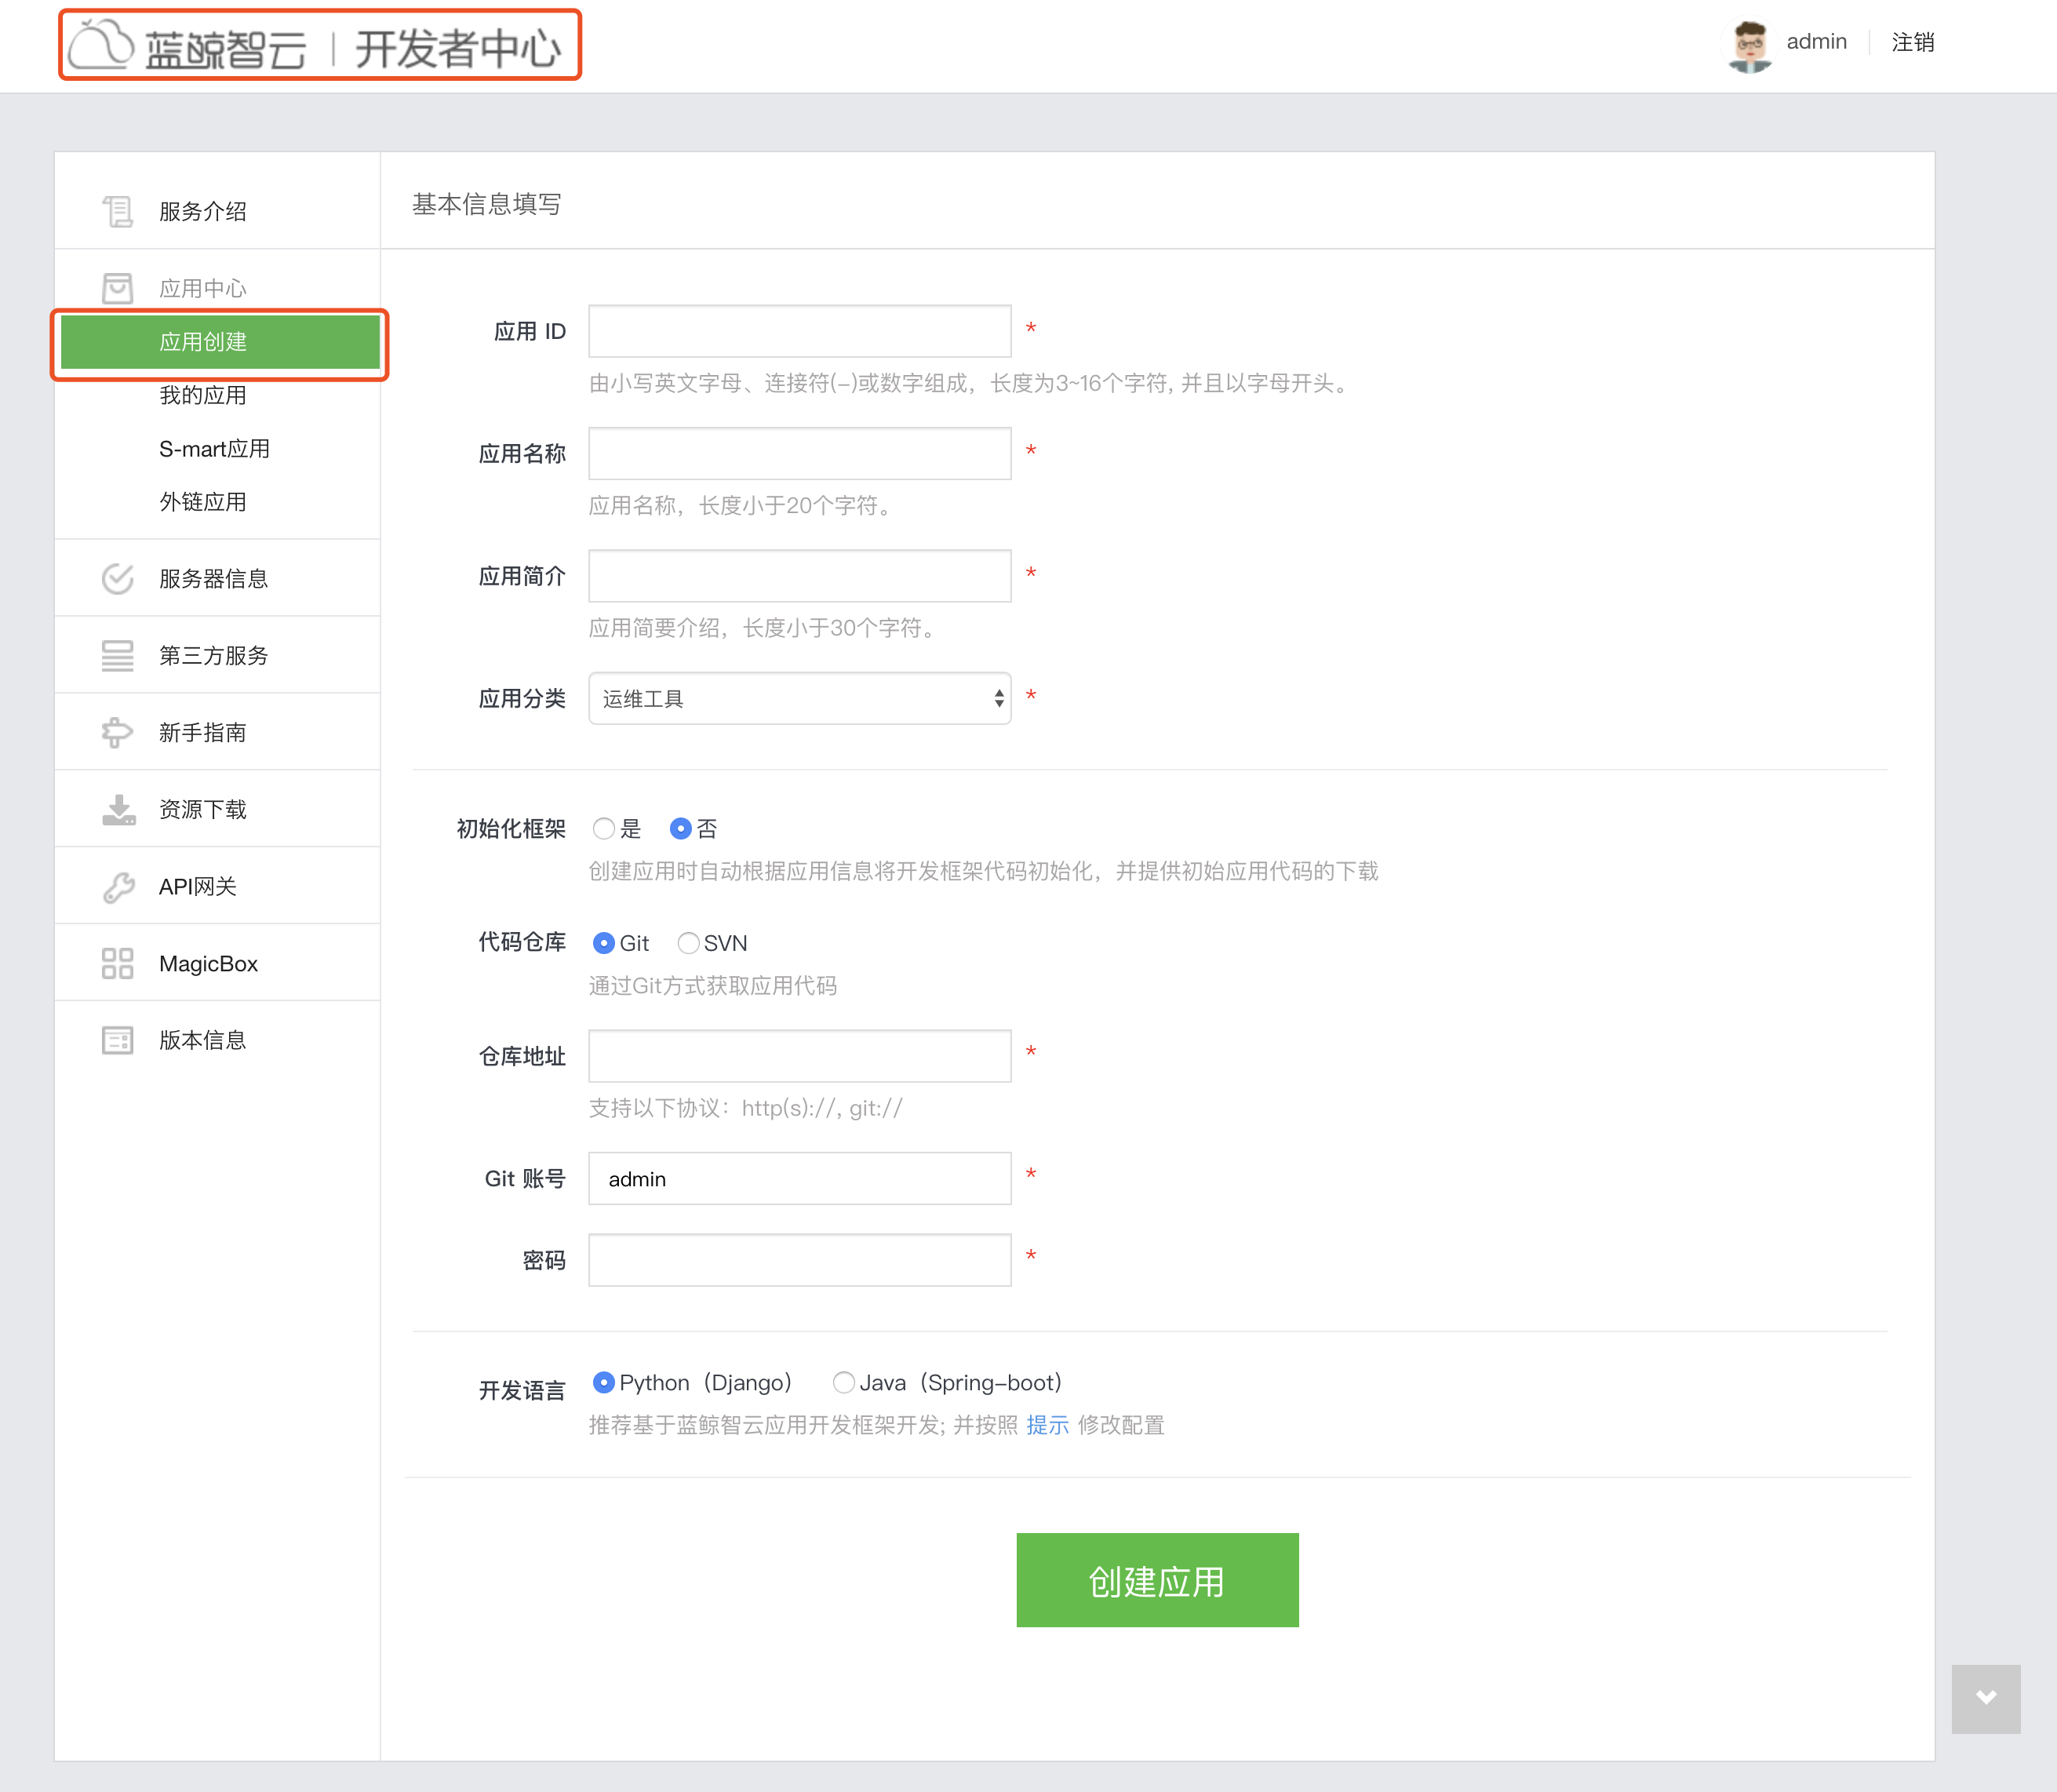 蓝鲸智云 | 开发者中心
admin
注销
服务介绍
应用中心
应用创建
我的应用
S-mart应用
外链应用
服务器信息
第三方服务
新手指南
资源下载
API网关
MagicBox
版本信息
基本信息填写
应用 ID *
由小写英文字母、连接符(-)或数字组成，长度为3~16个字符, 并且以字母开头。
应用名称 *
应用名称，长度小于20个字符。
应用简介 *
应用简要介绍，长度小于30个字符。
应用分类 运维工具 *
初始化框架 是 否
创建应用时自动根据应用信息将开发框架代码初始化，并提供初始应用代码的下载
代码仓库 Git SVN
通过Git方式获取应用代码
仓库地址 *
支持以下协议：http(s)://, git://
Git 账号 admin *
密码 *
开发语言 Python（Django） Java（Spring-boot）
推荐基于蓝鲸智云应用开发框架开发; 并按照 提示 修改配置
创建应用